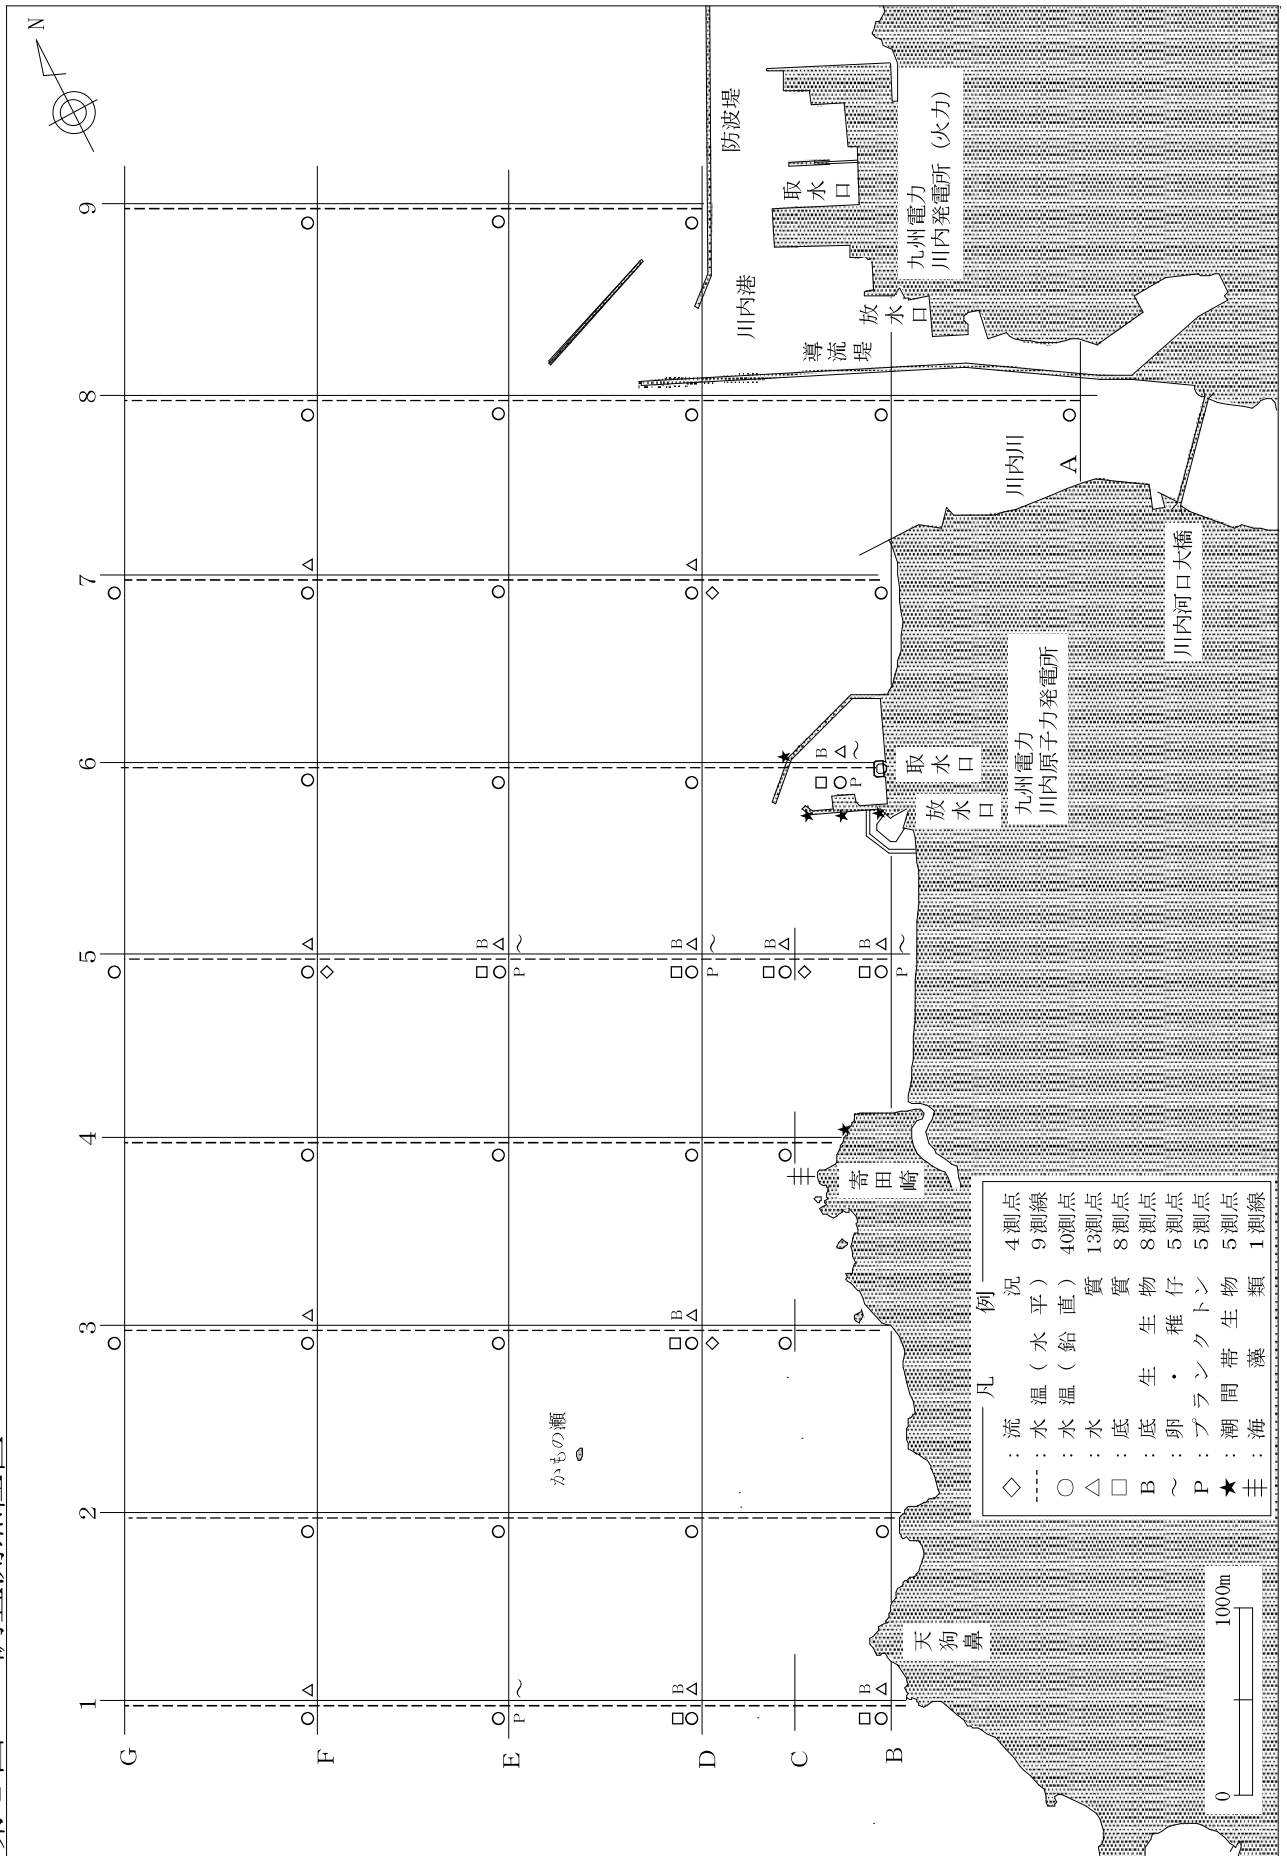 N
1
2
3
4
5
6
7
8
9
G
F
E
D
C
B
A
防波堤
取水口
九州電力
川内発電所（火力）
川内港
放水口
導流堤
川内川
川内河口大橋
取水口
放水口
九州電力
川内原子力発電所
寄田崎
かもの瀬
天狗鼻
B
B
B
B
B
B
B
B
P
P
P
P
P
凡 例
◇ : 流況 4測点
---- : 水温（水平） 9測線
○ : 水温（鉛直） 40測点
△ : 水質 13測点
□ : 底質 8測点
B : 底生生物 8測点
～ : 卵・稚仔 5測点
P : プランクトン 5測点
★ : 潮間帯生物 5測点
: 海藻類 1測線
0 1000m